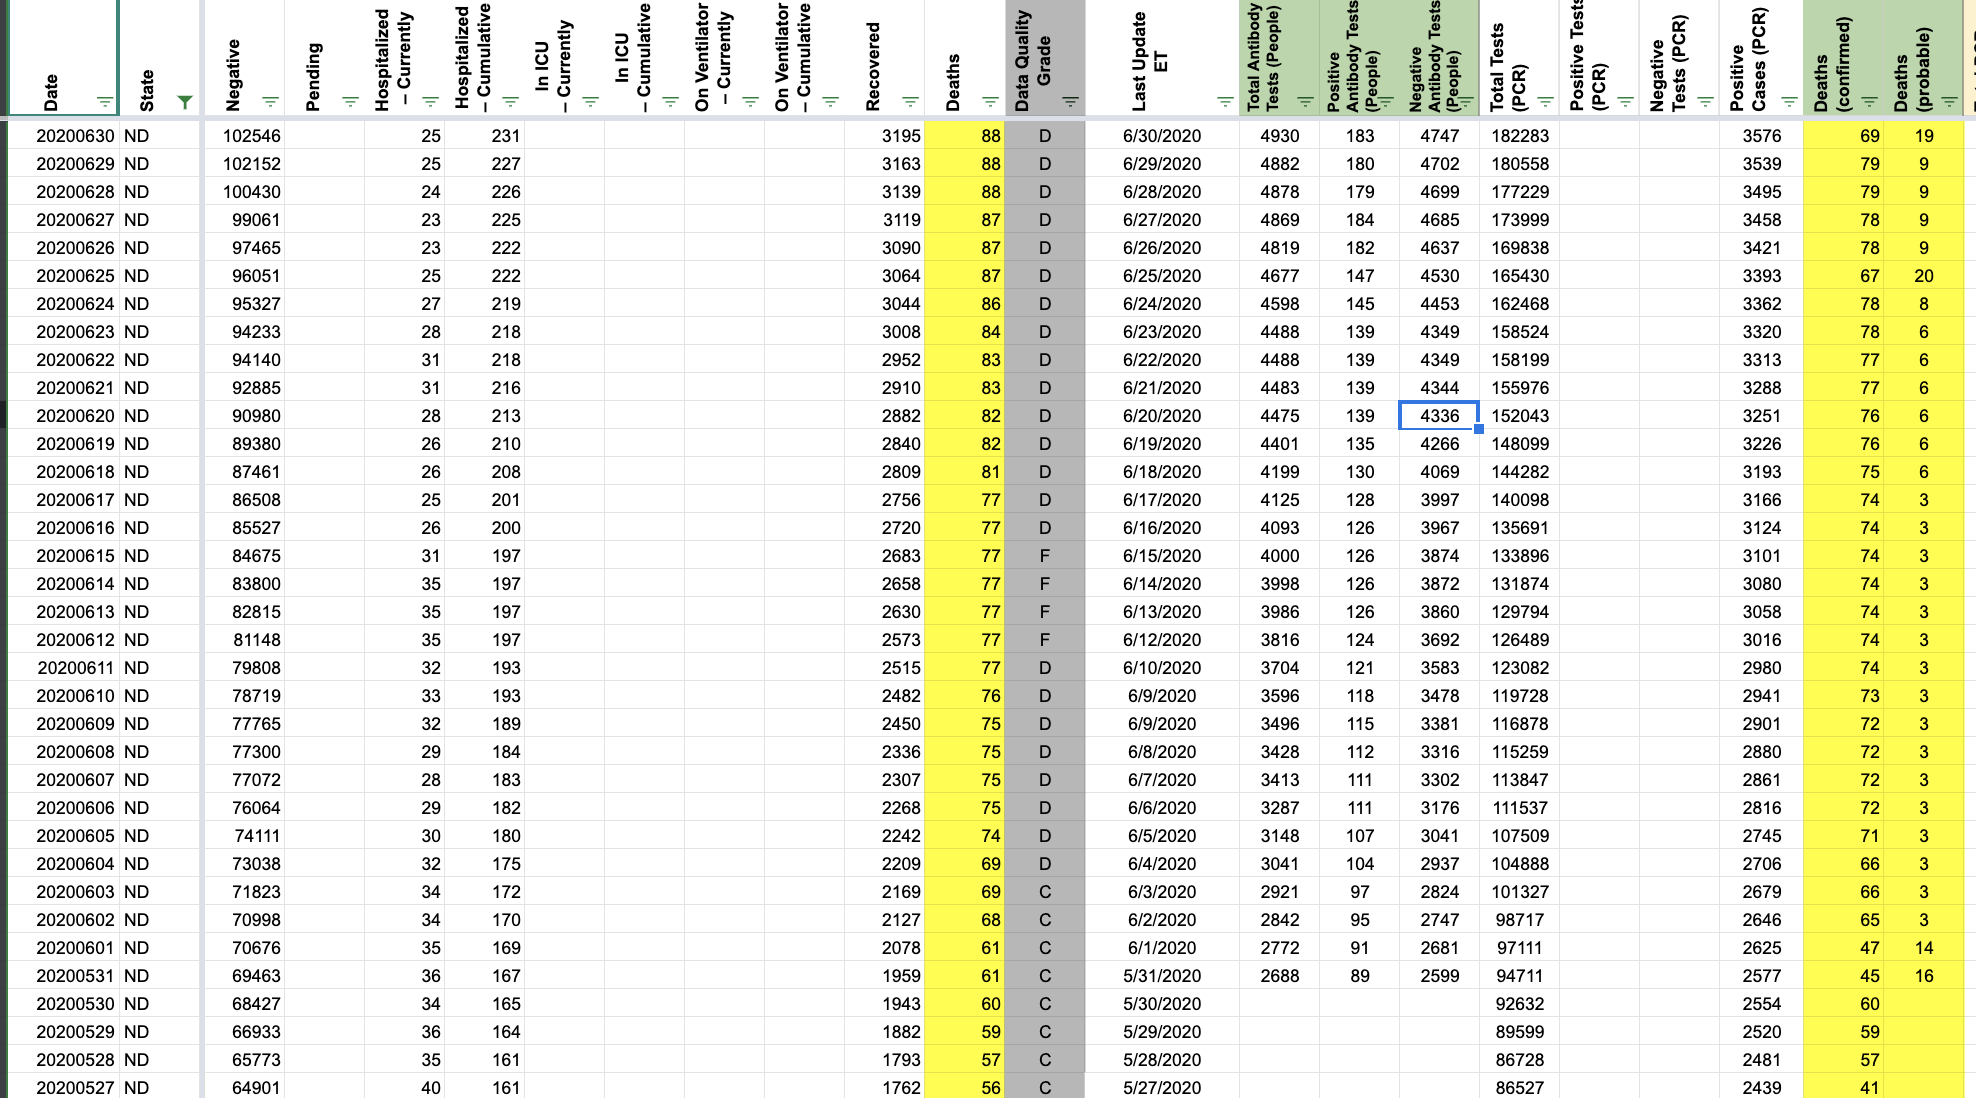 Date State Negative Pending Hospitalized – Currently Hospitalized – Cumulative In ICU – Currently In ICU – Cumulative On Ventilator – Currently On Ventilator – Cumulative Recovered Deaths Data Quality Grade Last Update ET Total Antibody Tests (People) Positive Antibody Tests (People) Negative Antibody Tests (People) Total Tests (PCR) Positive Tests (PCR) Negative Tests (PCR) Positive Cases (PCR) Deaths (confirmed) Deaths (probable)
20200630 ND 102546 25 231 3195 88 D 6/30/2020 4930 183 4747 182283 3576 69 19
20200629 ND 102152 25 227 3163 88 D 6/29/2020 4882 180 4702 180558 3539 79 9
20200628 ND 100430 24 226 3139 88 D 6/28/2020 4878 179 4699 177229 3495 79 9
20200627 ND 99061 23 225 3119 87 D 6/27/2020 4869 184 4685 173999 3458 78 9
20200626 ND 97465 23 222 3090 87 D 6/26/2020 4819 182 4637 169838 3421 78 9
20200625 ND 96051 25 222 3064 87 D 6/25/2020 4677 147 4530 165430 3393 67 20
20200624 ND 95327 27 219 3044 86 D 6/24/2020 4598 145 4453 162468 3362 78 8
20200623 ND 94233 28 218 3008 84 D 6/23/2020 4488 139 4349 158524 3320 78 6
20200622 ND 94140 31 218 2952 83 D 6/22/2020 4488 139 4349 158199 3313 77 6
20200621 ND 92885 31 216 2910 83 D 6/21/2020 4483 139 4344 155976 3288 77 6
20200620 ND 90980 28 213 2882 82 D 6/20/2020 4475 139 4336 152043 3251 76 6
20200619 ND 89380 26 210 2840 82 D 6/19/2020 4401 135 4266 148099 3226 76 6
20200618 ND 87461 26 208 2809 81 D 6/18/2020 4199 130 4069 144282 3193 75 6
20200617 ND 86508 25 201 2756 77 D 6/17/2020 4125 128 3997 140098 3166 74 3
20200616 ND 85527 26 200 2720 77 D 6/16/2020 4093 126 3967 135691 3124 74 3
20200615 ND 84675 31 197 2683 77 F 6/15/2020 4000 126 3874 133896 3101 74 3
20200614 ND 83800 35 197 2658 77 F 6/14/2020 3998 126 3872 131874 3080 74 3
20200613 ND 82815 35 197 2630 77 F 6/13/2020 3986 126 3860 129794 3058 74 3
20200612 ND 81148 35 197 2573 77 F 6/12/2020 3816 124 3692 126489 3016 74 3
20200611 ND 79808 32 193 2515 77 D 6/10/2020 3704 121 3583 123082 2980 74 3
20200610 ND 78719 33 193 2482 76 D 6/9/2020 3596 118 3478 119728 2941 73 3
20200609 ND 77765 32 189 2450 75 D 6/9/2020 3496 115 3381 116878 2901 72 3
20200608 ND 77300 29 184 2336 75 D 6/8/2020 3428 112 3316 115259 2880 72 3
20200607 ND 77072 28 183 2307 75 D 6/7/2020 3413 111 3302 113847 2861 72 3
20200606 ND 76064 29 182 2268 75 D 6/6/2020 3287 111 3176 111537 2816 72 3
20200605 ND 74111 30 180 2242 74 D 6/5/2020 3148 107 3041 107509 2745 71 3
20200604 ND 73038 32 175 2209 69 D 6/4/2020 3041 104 2937 104888 2706 66 3
20200603 ND 71823 34 172 2169 69 C 6/3/2020 2921 97 2824 101327 2679 66 3
20200602 ND 70998 34 170 2127 68 C 6/2/2020 2842 95 2747 98717 2646 65 3
20200601 ND 70676 35 169 2078 61 C 6/1/2020 2772 91 2681 97111 2625 47 14
20200531 ND 69463 36 167 1959 61 C 5/31/2020 2688 89 2599 94711 2577 45 16
20200530 ND 68427 34 165 1943 60 C 5/30/2020 92632 2554 60
20200529 ND 66933 36 164 1882 59 C 5/29/2020 89599 2520 59
20200528 ND 65773 35 161 1793 57 C 5/28/2020 86728 2481 57
20200527 ND 64901 40 161 1762 56 C 5/27/2020 86527 2439 41